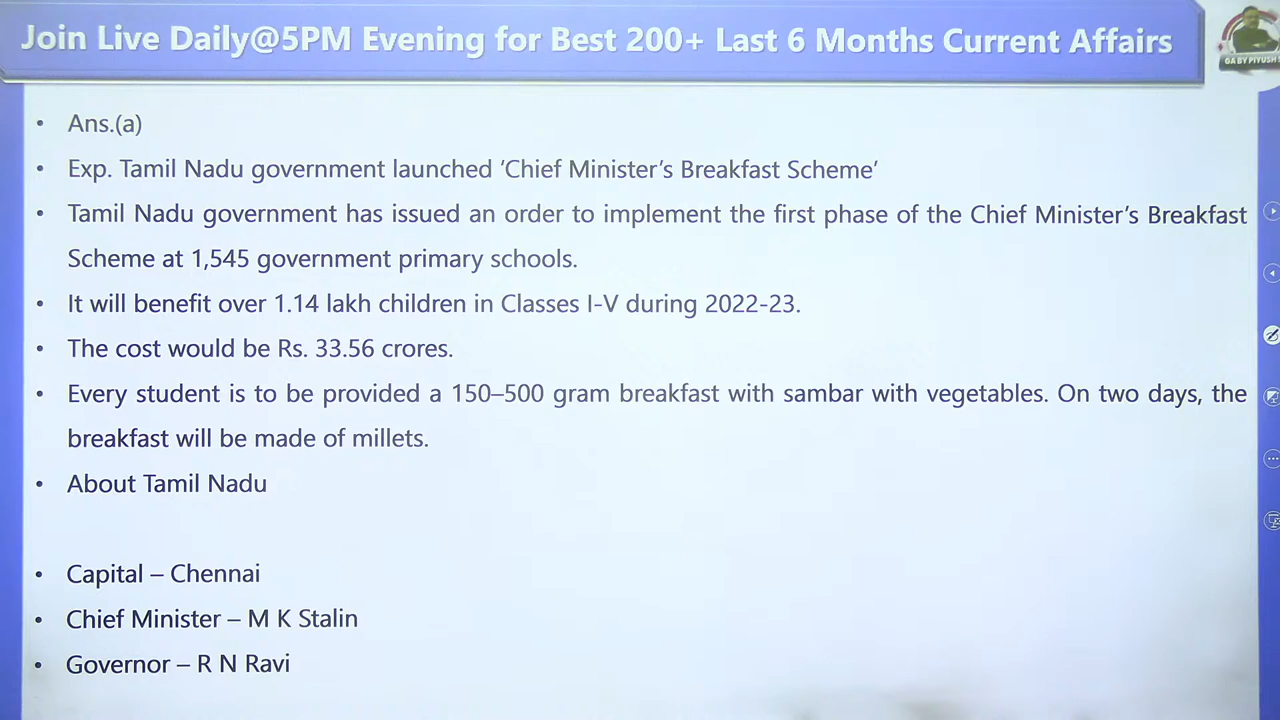 Join Live Daily@5PM Evening for Best 200+ Last 6 Months Current Affairs
GA BY PIYUSH
• Ans.(a)
• Exp. Tamil Nadu government launched ‘Chief Minister’s Breakfast Scheme’
• Tamil Nadu government has issued an order to implement the first phase of the Chief Minister’s Breakfast
Scheme at 1,545 government primary schools.
• It will benefit over 1.14 lakh children in Classes I-V during 2022-23.
• The cost would be Rs. 33.56 crores.
• Every student is to be provided a 150–500 gram breakfast with sambar with vegetables. On two days, the
breakfast will be made of millets.
• About Tamil Nadu
• Capital – Chennai
• Chief Minister – M K Stalin
• Governor – R N Ravi